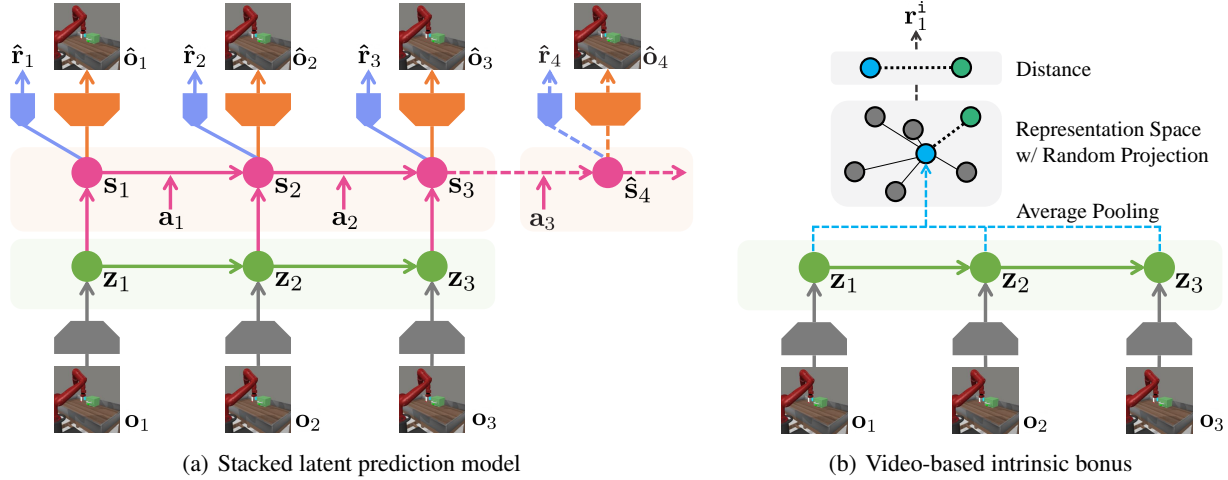 r̂₁ ô₁ r̂₂ ô₂ r̂₃ ô₃ r̂₄ ô₄
s₁ s₂ s₃ ŝ₄
a₁ a₂ a₃
z₁ z₂ z₃
o₁ o₂ o₃
(a) Stacked latent prediction model
r₁ⁱ
Distance
Representation Space
w/ Random Projection
Average Pooling
z₁ z₂ z₃
o₁ o₂ o₃
(b) Video-based intrinsic bonus